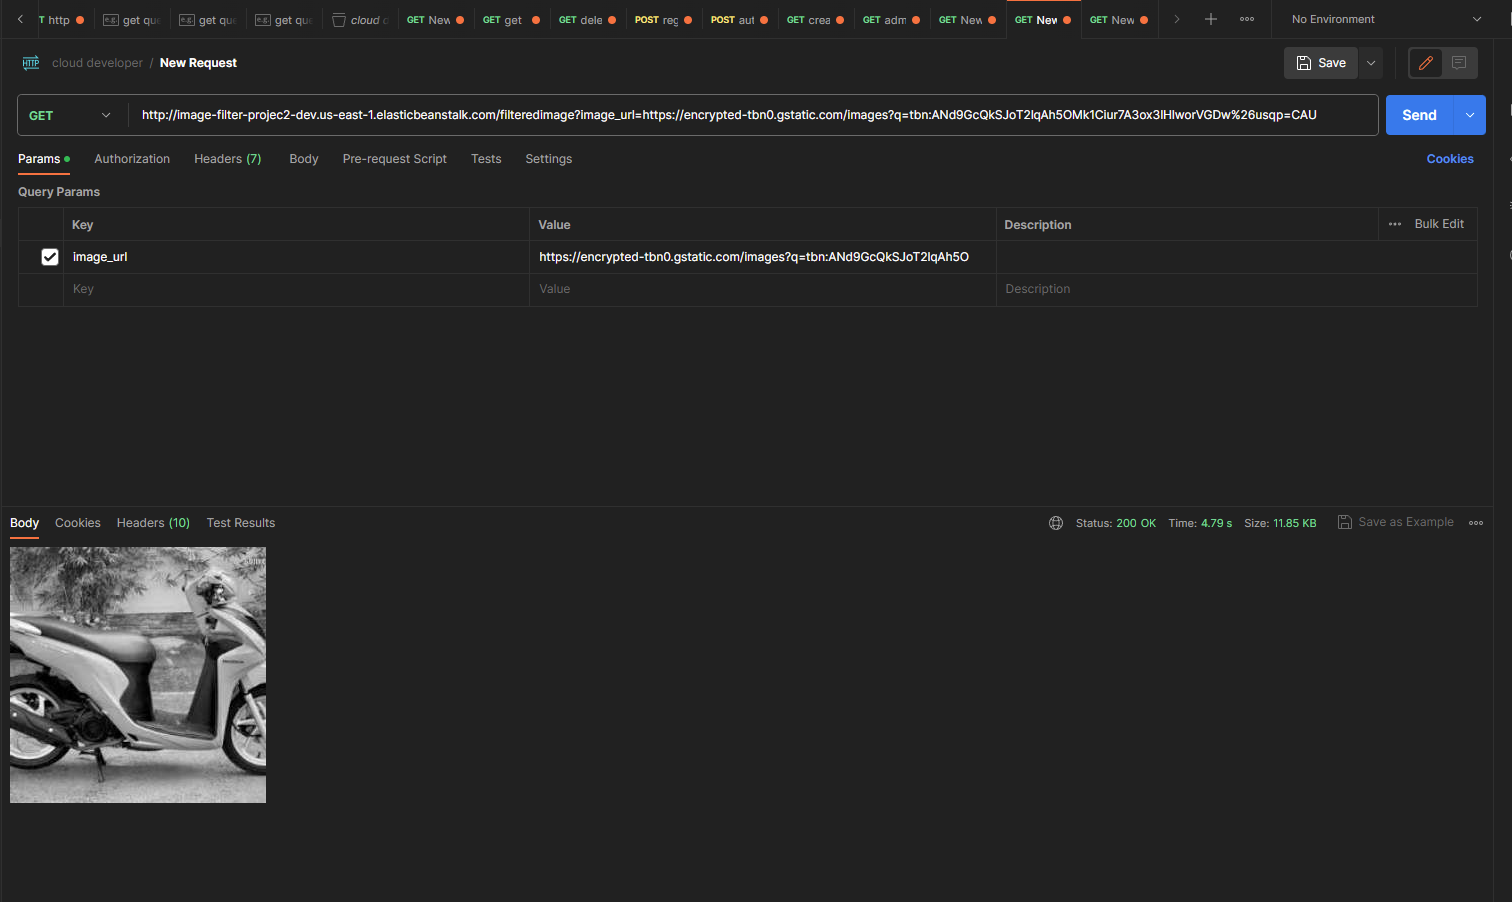 T http
e.g. get que
e.g. get que
e.g. get que
cloud d
GET New
GET get
GET dele
POST reg
POST aut
GET crea
GET adm
GET New
GET New
GET New
No Environment
HTTP cloud developer / New Request
Save
GET
http://image-filter-projec2-dev.us-east-1.elasticbeanstalk.com/filteredimage?image_url=https://encrypted-tbn0.gstatic.com/images?q=tbn:ANd9GcQkSJoT2lqAh5OMk1Ciur7A3ox3lHlworVGDw%26usqp=CAU
Send
Params Authorization Headers (7) Body Pre-request Script Tests Settings Cookies
Query Params
Key Value Description Bulk Edit
image_url https://encrypted-tbn0.gstatic.com/images?q=tbn:ANd9GcQkSJoT2lqAh5O
Key Value Description
Body Cookies Headers (10) Test Results Status: 200 OK Time: 4.79 s Size: 11.85 KB Save as Example